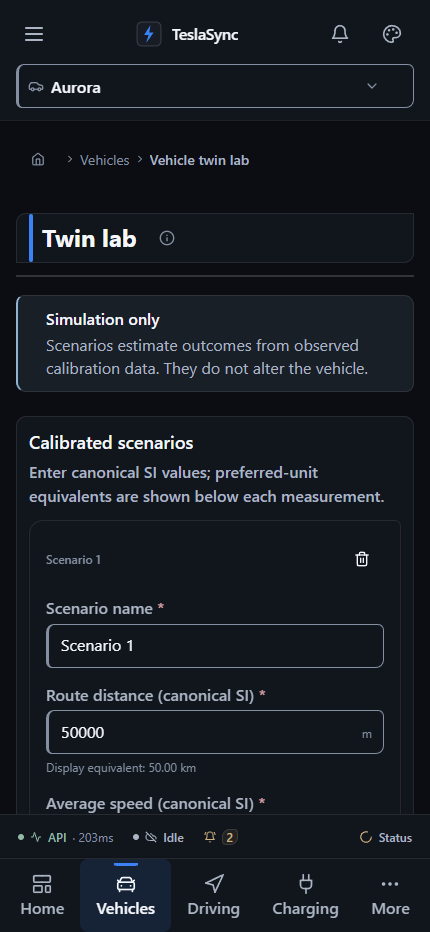 TeslaSync
Aurora
Vehicles
Vehicle twin lab
Twin lab
Simulation only
Scenarios estimate outcomes from observed
calibration data. They do not alter the vehicle.
Calibrated scenarios
Enter canonical SI values; preferred-unit
equivalents are shown below each measurement.
Scenario 1
Scenario name *
Scenario 1
Route distance (canonical SI) *
50000 m
Display equivalent: 50.00 km
Average speed (canonical SI) *
API · 203ms Idle 2 Status
Home Vehicles Driving Charging More